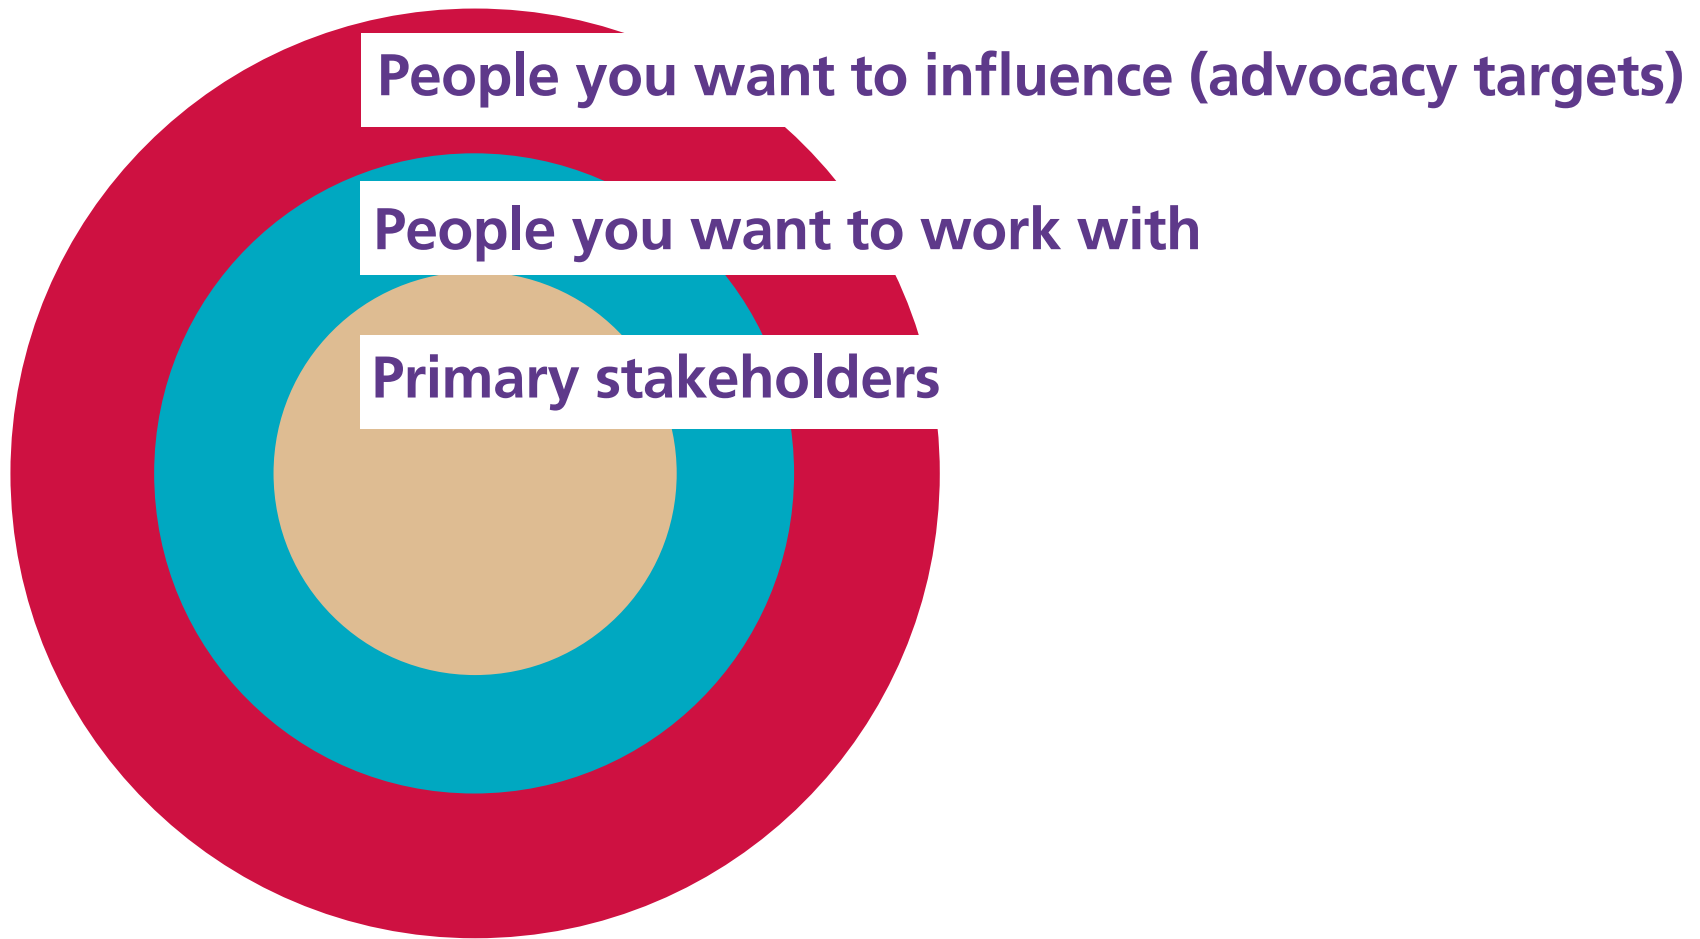 People you want to influence (advocacy targets)
People you want to work with
Primary stakeholders